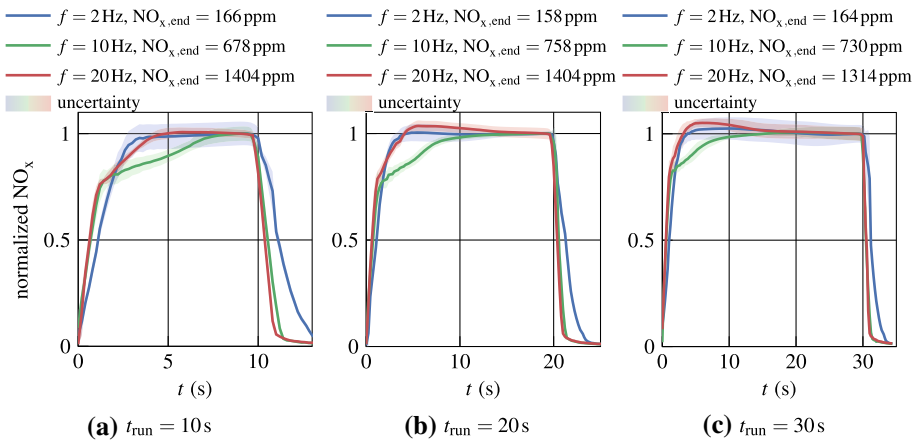 f = 2 Hz, NOx,end = 166 ppm
f = 10 Hz, NOx,end = 678 ppm
f = 20 Hz, NOx,end = 1404 ppm
uncertainty
f = 2 Hz, NOx,end = 158 ppm
f = 10 Hz, NOx,end = 758 ppm
f = 20 Hz, NOx,end = 1404 ppm
uncertainty
f = 2 Hz, NOx,end = 164 ppm
f = 10 Hz, NOx,end = 730 ppm
f = 20 Hz, NOx,end = 1314 ppm
uncertainty
normalized NOx
1
0.5
0
0 5 10
t (s)
(a) trun = 10 s
1
0.5
0
0 10 20
t (s)
(b) trun = 20 s
1
0.5
0
0 10 20 30
t (s)
(c) trun = 30 s